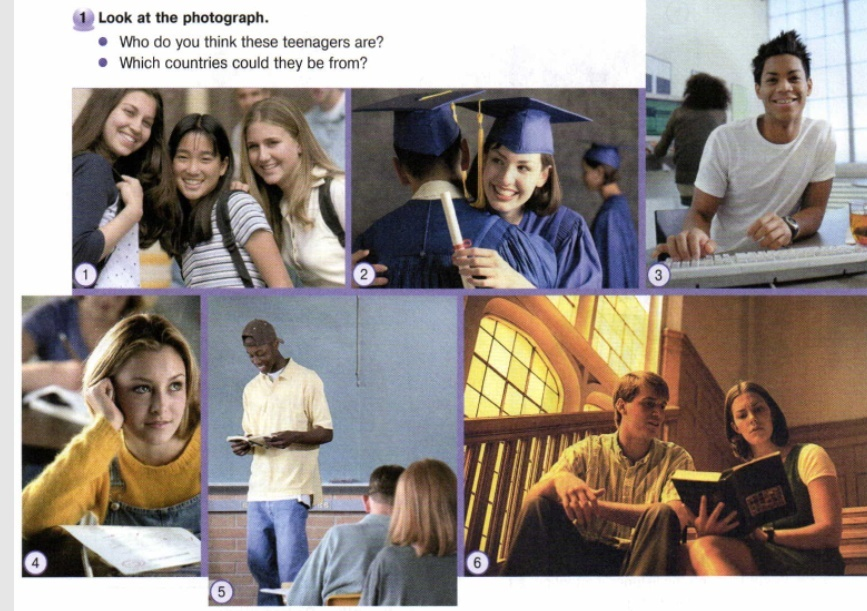 1 Look at the photograph.
● Who do you think these teenagers are?
● Which countries could they be from?
1
2
3
4
5
6